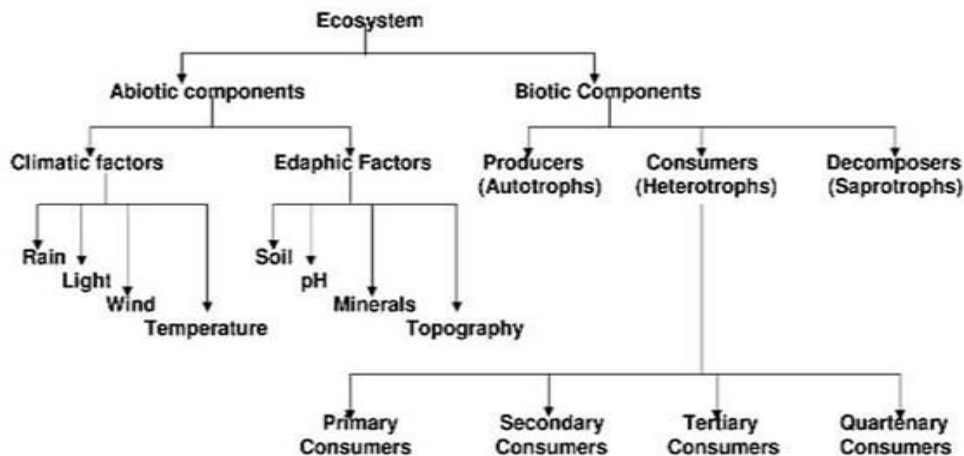 Ecosystem
Abiotic components
Biotic Components
Climatic factors
Edaphic Factors
Producers
(Autotrophs)
Consumers
(Heterotrophs)
Decomposers
(Saprotrophs)
Rain
Light
Wind
Temperature
Soil
pH
Minerals
Topography
Primary
Consumers
Secondary
Consumers
Tertiary
Consumers
Quartenary
Consumers